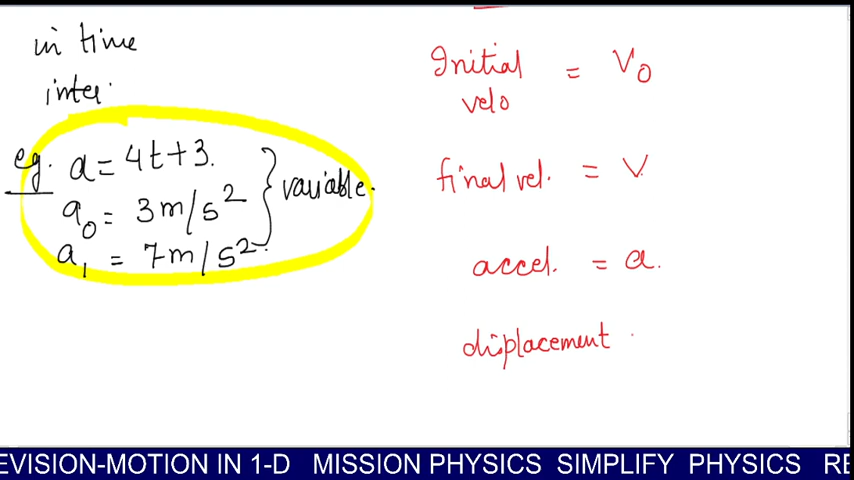 in time
inter.
eg. a = 4t+3.
a0 = 3m/s2
a1 = 7m/s2
} variable.
Initial velo = V0
final vel. = V
accel. = a.
displacement
EVISION-MOTION IN 1-D MISSION PHYSICS SIMPLIFY PHYSICS RE